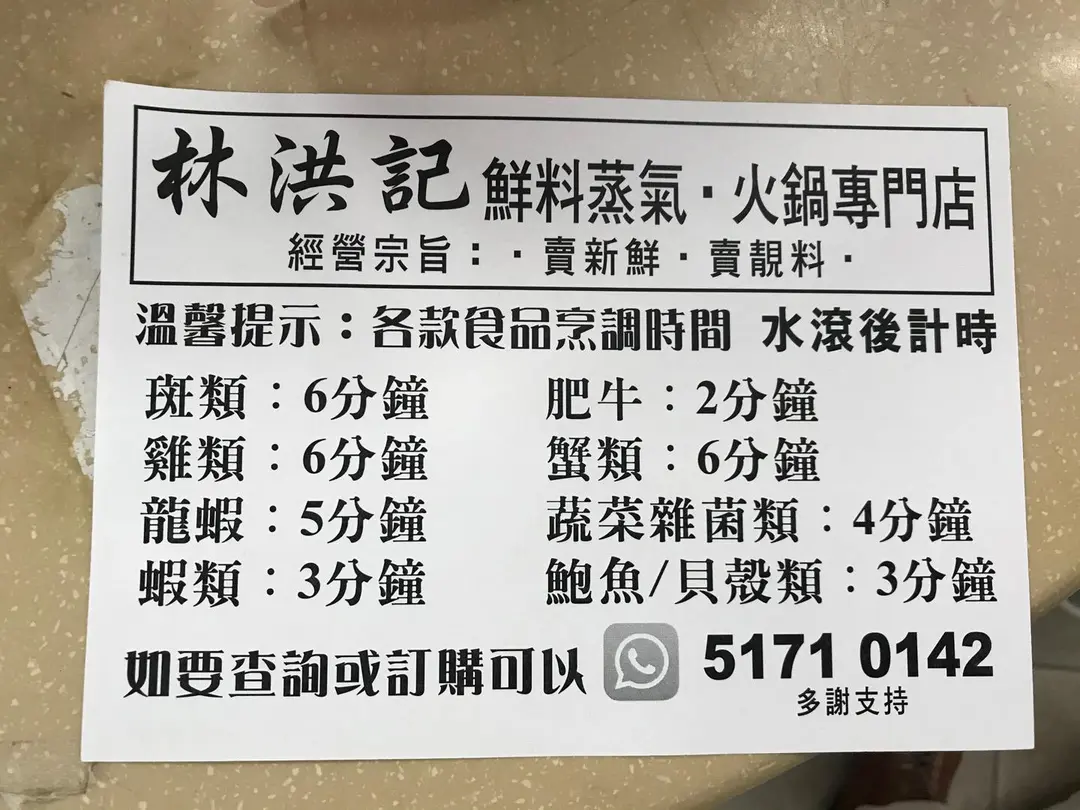 林洪記 鮮料蒸氣·火鍋專門店
經營宗旨：·賣新鮮·賣靚料·
溫馨提示：各款食品烹調時間 水滾後計時
斑類：6分鐘 肥牛：2分鐘
雞類：6分鐘 蟹類：6分鐘
龍蝦：5分鐘 蔬菜雜菌類：4分鐘
蝦類：3分鐘 鮑魚/貝殼類：3分鐘
如要查詢或訂購可以 5171 0142
多謝支持